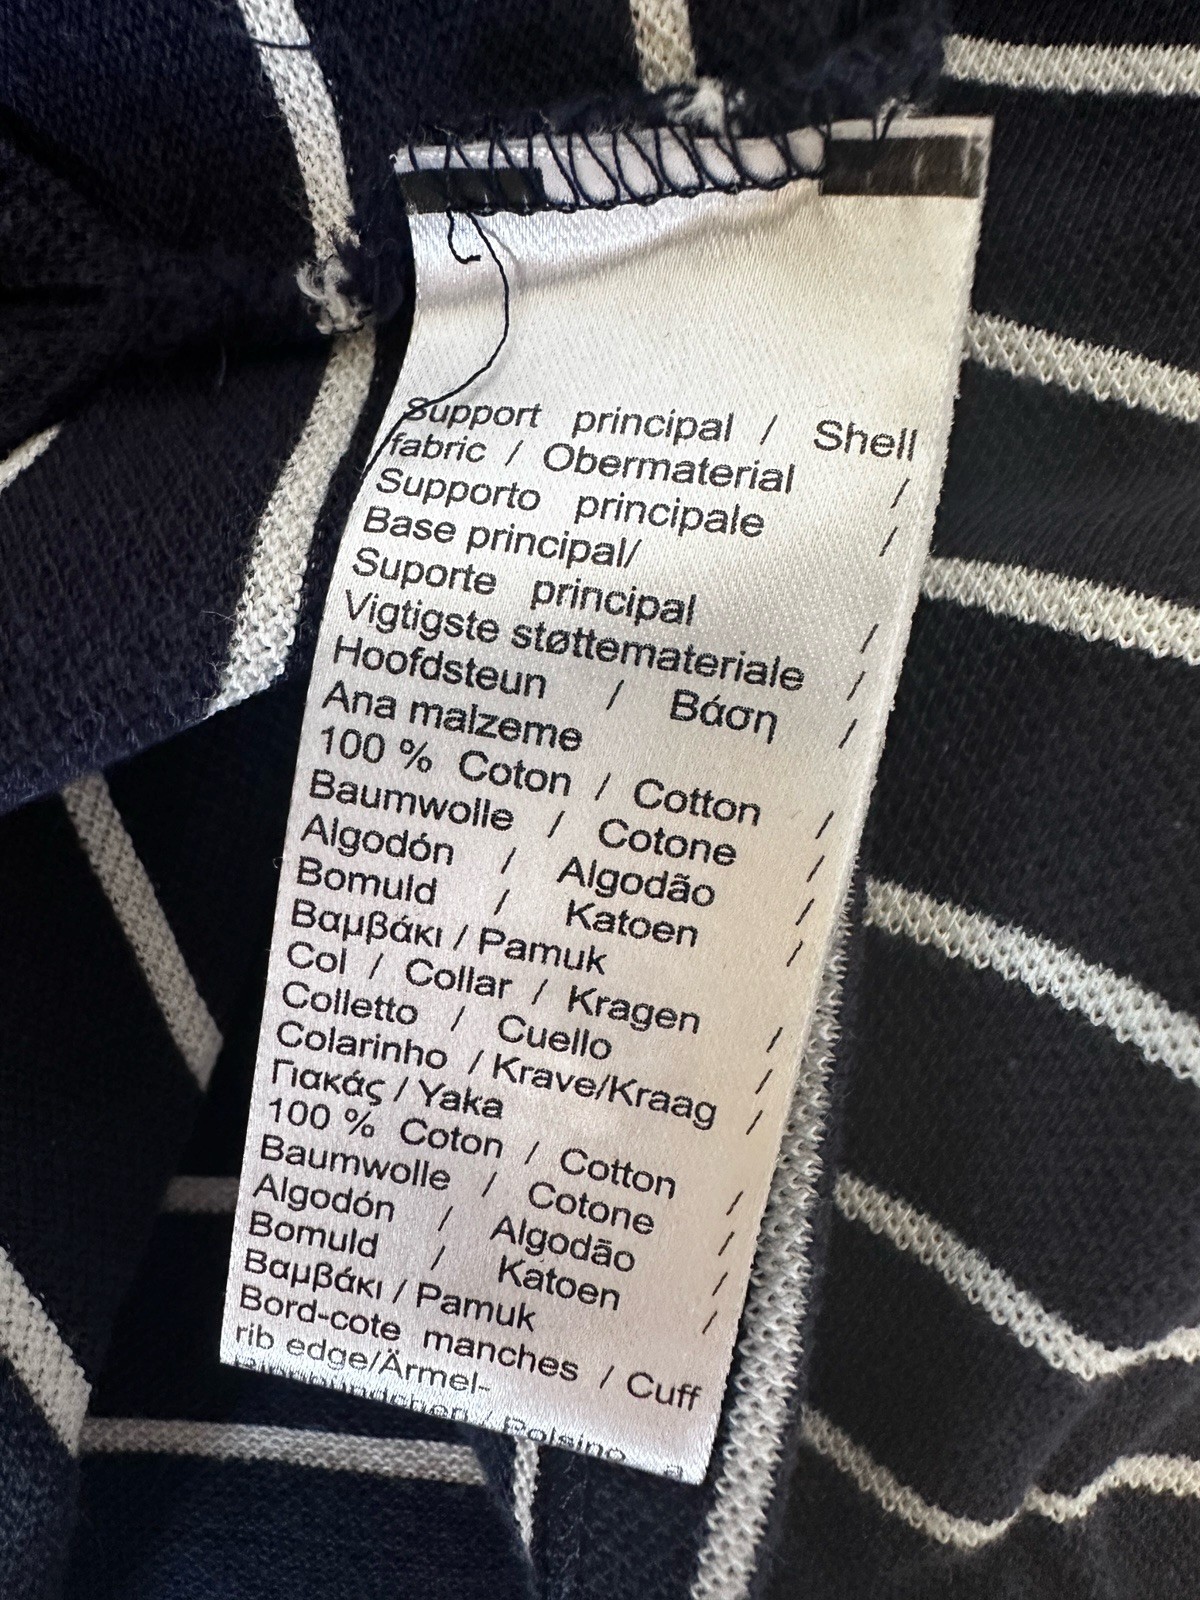 Support principal / Shell
fabric / Obermaterial /
Supporto principale /
Base principal/
Suporte principal /
Vigtigste støttemateriale /
Hoofdsteun / Βάση /
Ana malzeme
100 % Coton / Cotton /
Baumwolle / Cotone /
Algodón / Algodão /
Bomuld / Katoen /
Βαμβάκι / Pamuk
Col / Collar / Kragen /
Colletto / Cuello /
Colarinho / Krave/Kraag /
Γιακάς / Yaka
100 % Coton / Cotton /
Baumwolle / Cotone /
Algodón / Algodão /
Bomuld / Katoen /
Βαμβάκι / Pamuk
Bord-cote manches / Cuff
rib edge/Ärmel-
/ Polsino a